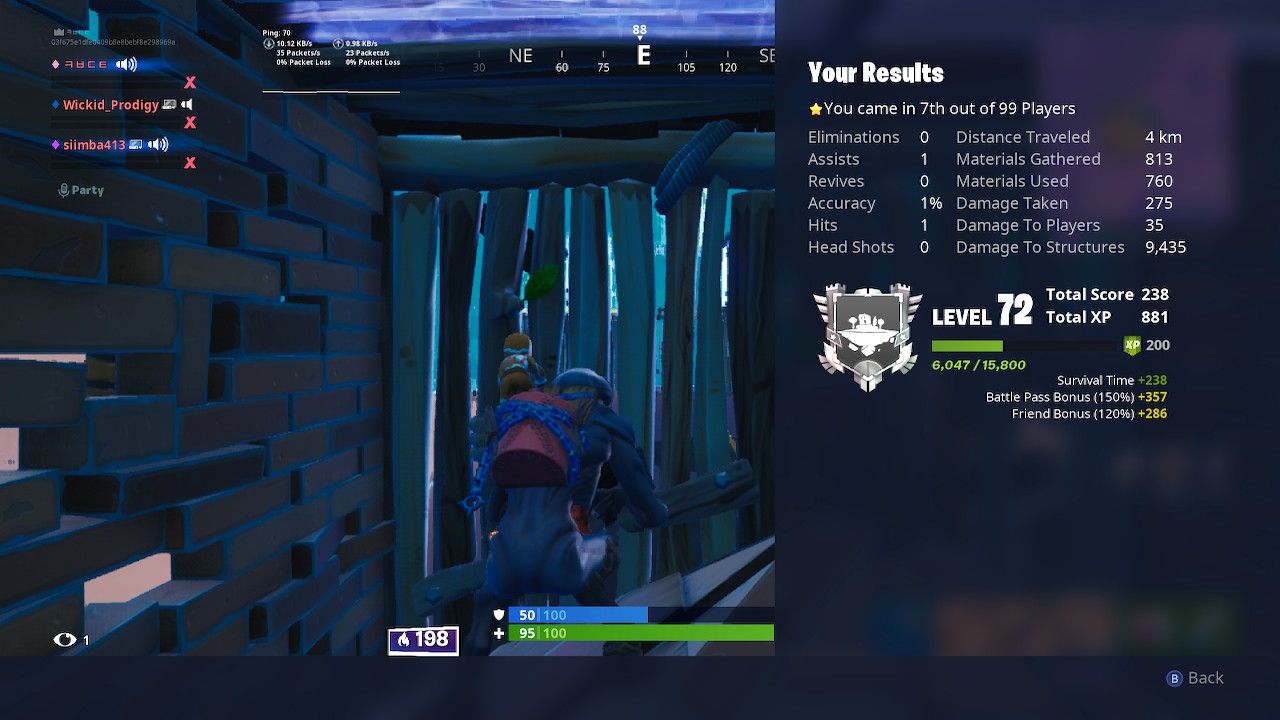 03f675e1dfe0409b8e8bebf8e298969a
ㅋㅂㄷㅌ
X
Wickid_Prodigy
X
siimba413
X
Party
Ping: 70
10.12 KB/s 0.98 KB/s
35 Packets/s 23 Packets/s
0% Packet Loss 0% Packet Loss
88
15 30 NE 60 75 E 105 120 SE
1
198
50 | 100
95 | 100
Your Results
You came in 7th out of 99 Players
Eliminations 0 Distance Traveled 4 km
Assists 1 Materials Gathered 813
Revives 0 Materials Used 760
Accuracy 1% Damage Taken 275
Hits 1 Damage To Players 35
Head Shots 0 Damage To Structures 9,435
LEVEL 72
Total Score 238
Total XP 881
XP 200
6,047 / 15,800
Survival Time +238
Battle Pass Bonus (150%) +357
Friend Bonus (120%) +286
B Back